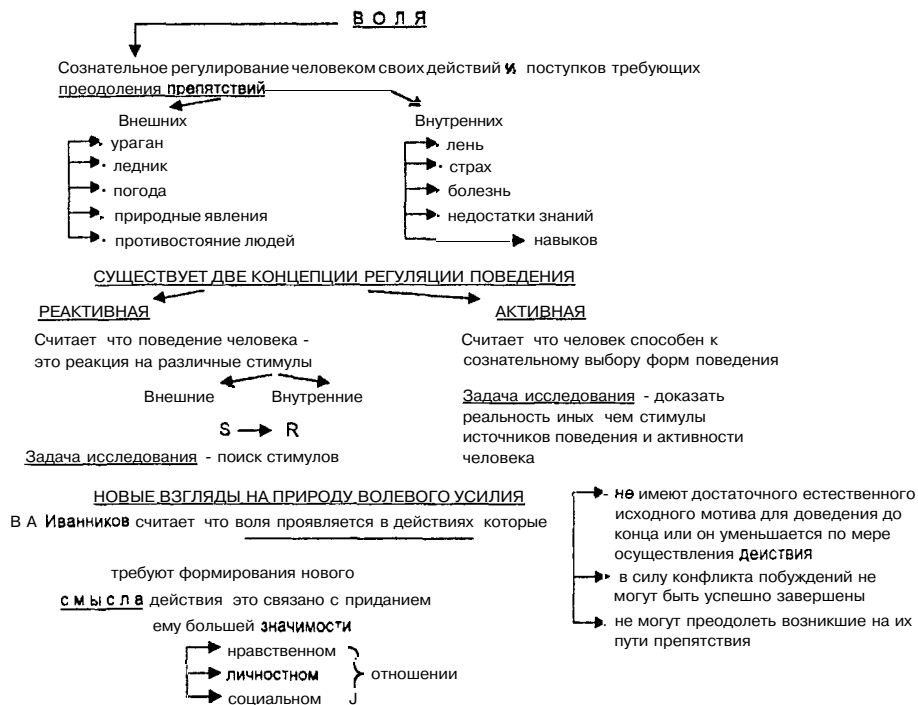 ВОЛЯ
Сознательное регулирование человеком своих действий и поступков требующих
преодоления препятствий
Внешних
ураган
ледник
погода
природные явления
противостояние людей
Внутренних
лень
страх
болезнь
недостатки знаний
навыков
СУЩЕСТВУЕТ ДВЕ КОНЦЕПЦИИ РЕГУЛЯЦИИ ПОВЕДЕНИЯ
РЕАКТИВНАЯ
Считает что поведение человека -
это реакция на различные стимулы
Внешние Внутренние
S R
Задача исследования - поиск стимулов
АКТИВНАЯ
Считает что человек способен к
сознательному выбору форм поведения
Задача исследования - доказать
реальность иных чем стимулы
источников поведения и активности
человека
НОВЫЕ ВЗГЛЯДЫ НА ПРИРОДУ ВОЛЕВОГО УСИЛИЯ
В А Иванников считает что воля проявляется в действиях которые
- не имеют достаточного естественного
исходного мотива для доведения до
конца или он уменьшается по мере
осуществления деиствия
в силу конфликта побуждений не
могут быть успешно завершены
не могут преодолеть возникшие на их
пути препятствия
требуют формирования нового
смысла действия это связано с приданием
ему большей значимости
нравственном
личностном
социальном
отношении